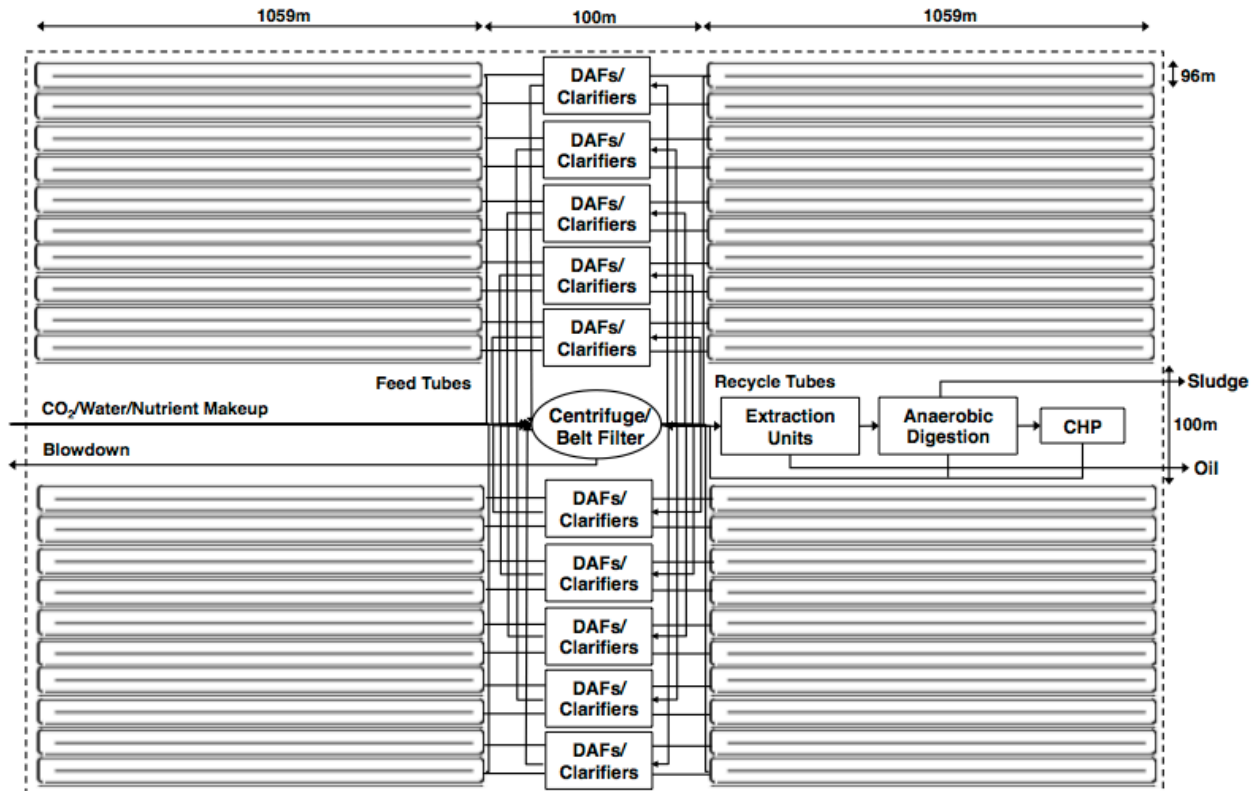 1059m
100m
1059m
DAFs/
Clarifiers
96m
DAFs/
Clarifiers
DAFs/
Clarifiers
DAFs/
Clarifiers
DAFs/
Clarifiers
Feed Tubes
Recycle Tubes
Sludge
CO₂/Water/Nutrient Makeup
Centrifuge/
Belt Filter
Extraction
Units
Anaerobic
Digestion
CHP
100m
Blowdown
Oil
DAFs/
Clarifiers
DAFs/
Clarifiers
DAFs/
Clarifiers
DAFs/
Clarifiers
DAFs/
Clarifiers